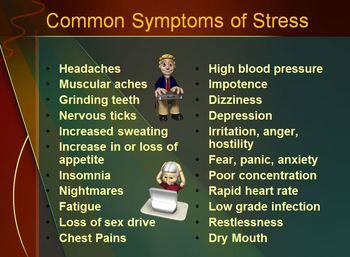 Common Symptoms of Stress
Headaches
Muscular aches
Grinding teeth
Nervous ticks
Increased sweating
Increase in or loss of
appetite
Insomnia
Nightmares
Fatigue
Loss of sex drive
Chest Pains
High blood pressure
Impotence
Dizziness
Depression
Irritation, anger,
hostility
Fear, panic, anxiety
Poor concentration
Rapid heart rate
Low grade infection
Restlessness
Dry Mouth